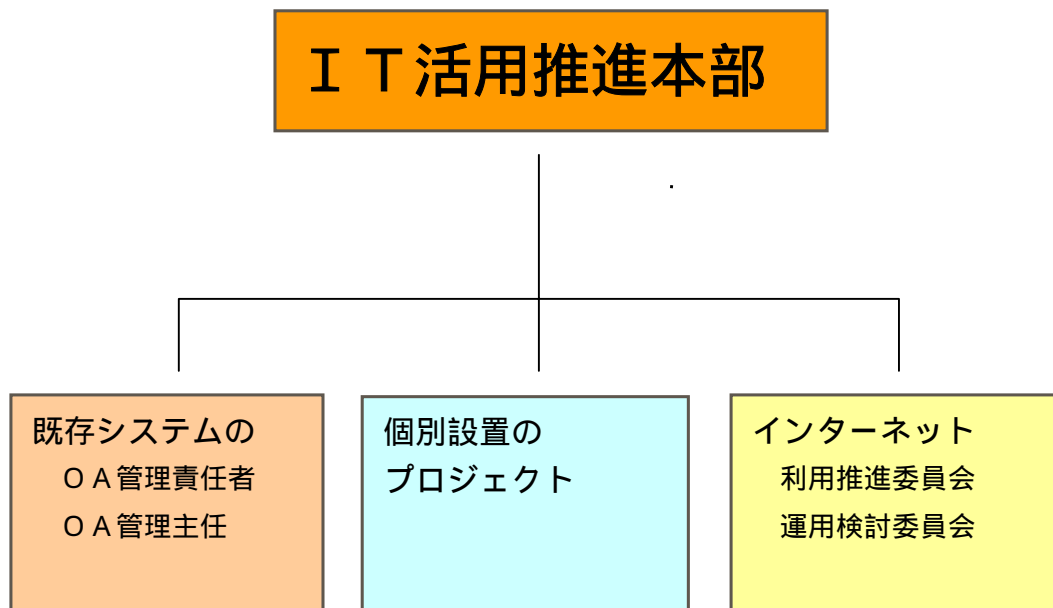 ＩＴ活用推進本部
既存システムの
ＯＡ管理責任者
ＯＡ管理主任
個別設置の
プロジェクト
インターネット
利用推進委員会
運用検討委員会